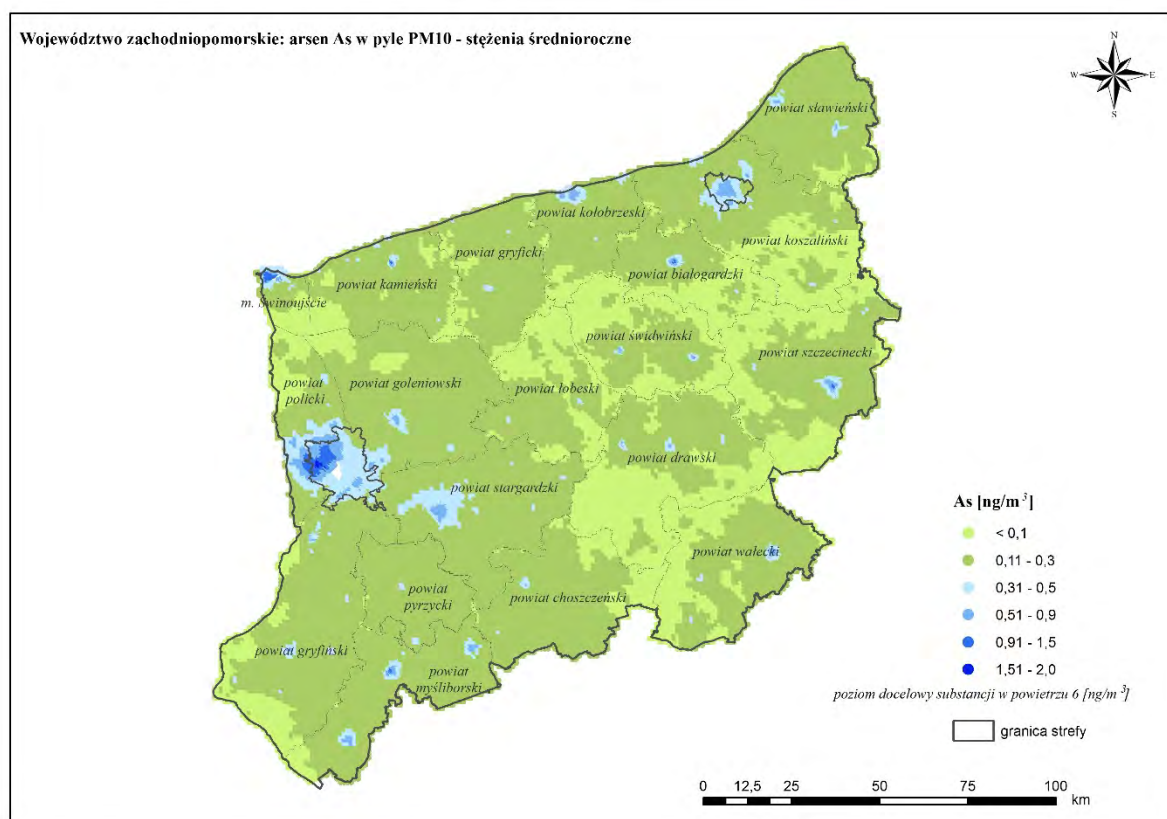 Województwo zachodniopomorskie: arsen As w pyle PM10 - stężenia średnioroczne
N
W E
S
powiat sławieński
powiat kołobrzeski
powiat koszaliński
powiat gryficki
powiat białogardzki
powiat kamieński
m. Świnoujście
powiat świdwiński
powiat szczecinecki
powiat
policki
powiat goleniowski
powiat łobeski
powiat drawski
powiat stargardzki
powiat wałecki
powiat
pyrzycki
powiat choszczeński
powiat gryfiński
powiat
myśliborski
As [ng/m³]
< 0,1
0,11 - 0,3
0,31 - 0,5
0,51 - 0,9
0,91 - 1,5
1,51 - 2,0
poziom docelowy substancji w powietrzu 6 [ng/m³]
granica strefy
0 12,5 25 50 75 100
km